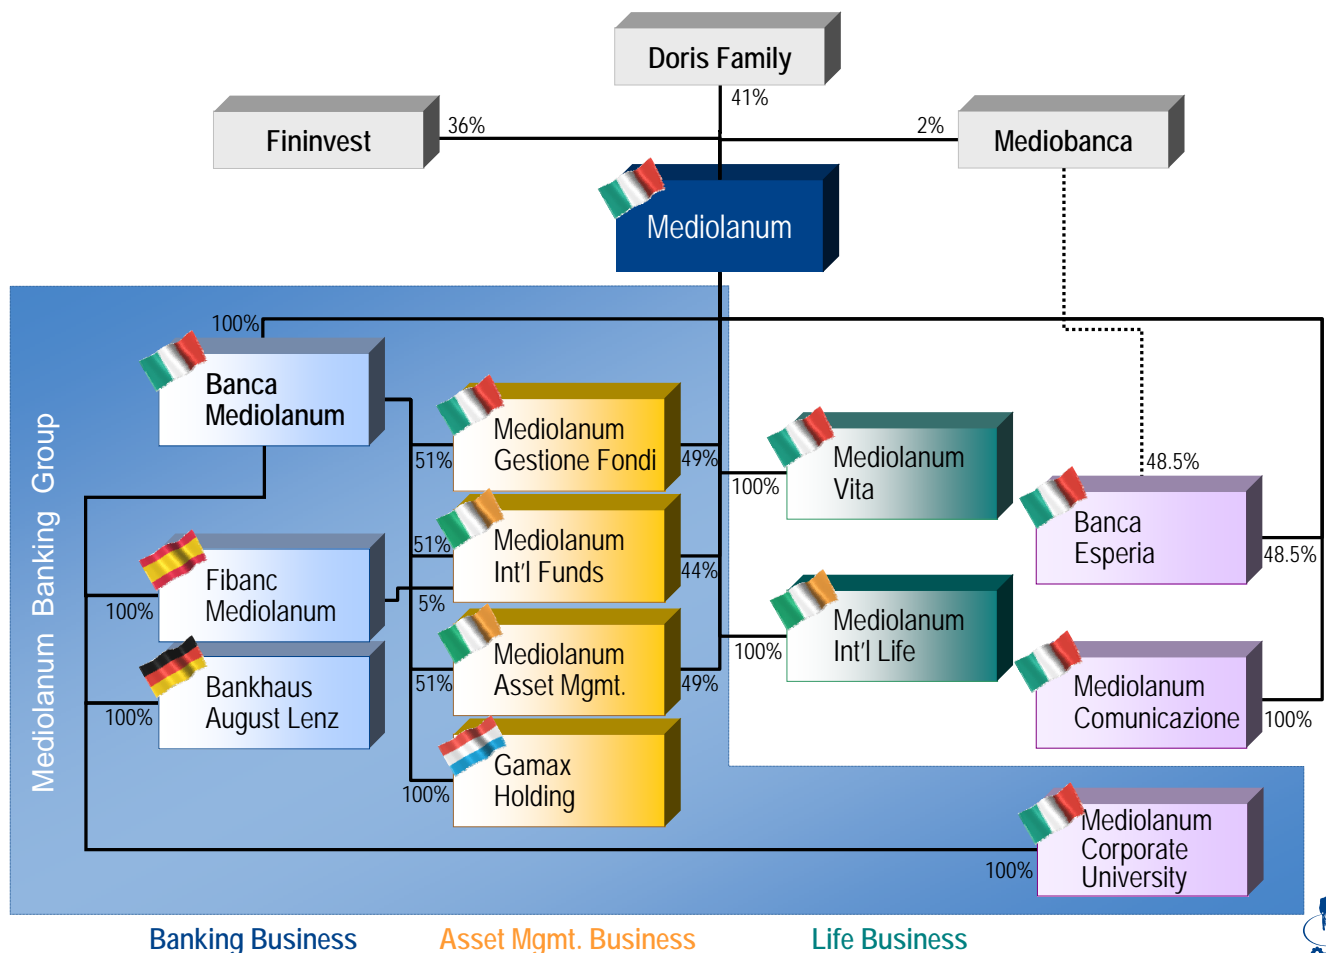 Doris Family
41%
Fininvest
36%
2%
Mediobanca
Mediolanum
100%
Banca
Mediolanum
Mediolanum
Gestione Fondi
51%
49%
Mediolanum
Vita
100%
48.5%
Banca
Esperia
48.5%
Mediolanum Banking Group
Mediolanum
Int'l Funds
51%
44%
5%
Fibanc
Mediolanum
100%
Mediolanum
Int'l Life
100%
Mediolanum
Asset Mgmt.
51%
49%
Bankhaus
August Lenz
100%
Mediolanum
Comunicazione
100%
Gamax
Holding
100%
Mediolanum
Corporate
University
100%
Banking Business
Asset Mgmt. Business
Life Business